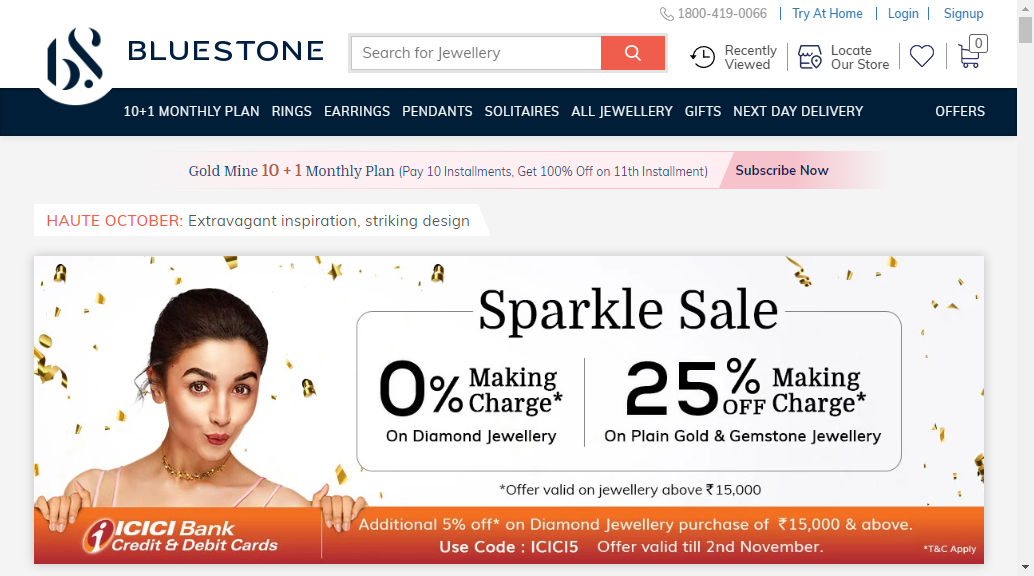 1800-419-0066 | Try At Home | Login | Signup
BLUESTONE
Search for Jewellery
Recently Viewed
Locate Our Store
0
10+1 MONTHLY PLAN RINGS EARRINGS PENDANTS SOLITAIRES ALL JEWELLERY GIFTS NEXT DAY DELIVERY OFFERS
Gold Mine 10 + 1 Monthly Plan (Pay 10 Installments, Get 100% Off on 11th Installment) Subscribe Now
HAUTE OCTOBER: Extravagant inspiration, striking design
Sparkle Sale
0% Making Charge*
On Diamond Jewellery
25% OFF Making Charge*
On Plain Gold & Gemstone Jewellery
*Offer valid on jewellery above ₹15,000
ICICI Bank
Credit & Debit Cards
Additional 5% off* on Diamond Jewellery purchase of ₹15,000 & above.
Use Code : ICICI5 Offer valid till 2nd November.
*T&C Apply